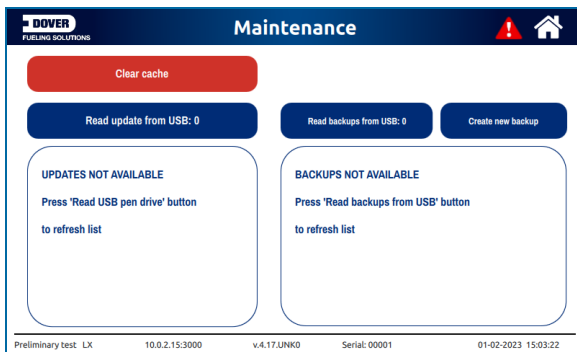 DOVER
FUELING SOLUTIONS
Maintenance
Clear cache
Read update from USB: 0
Read backups from USB: 0
Create new backup
UPDATES NOT AVAILABLE
Press 'Read USB pen drive' button
to refresh list
BACKUPS NOT AVAILABLE
Press 'Read backups from USB' button
to refresh list
Preliminary test LX 10.0.2.15:3000 v.4.17.UNK0 Serial: 00001 01-02-2023 15:03:22